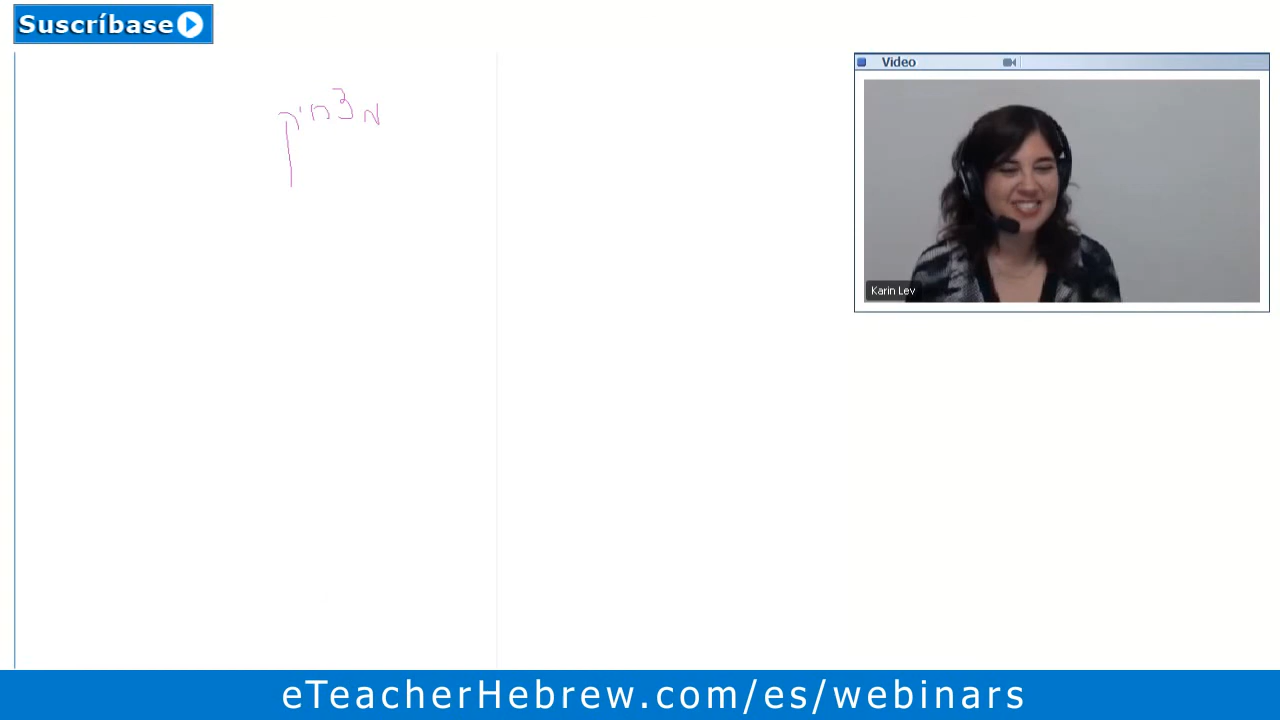 Suscríbase
מצחיק
Video
Karin Lev
eTeacherHebrew.com/es/webinars